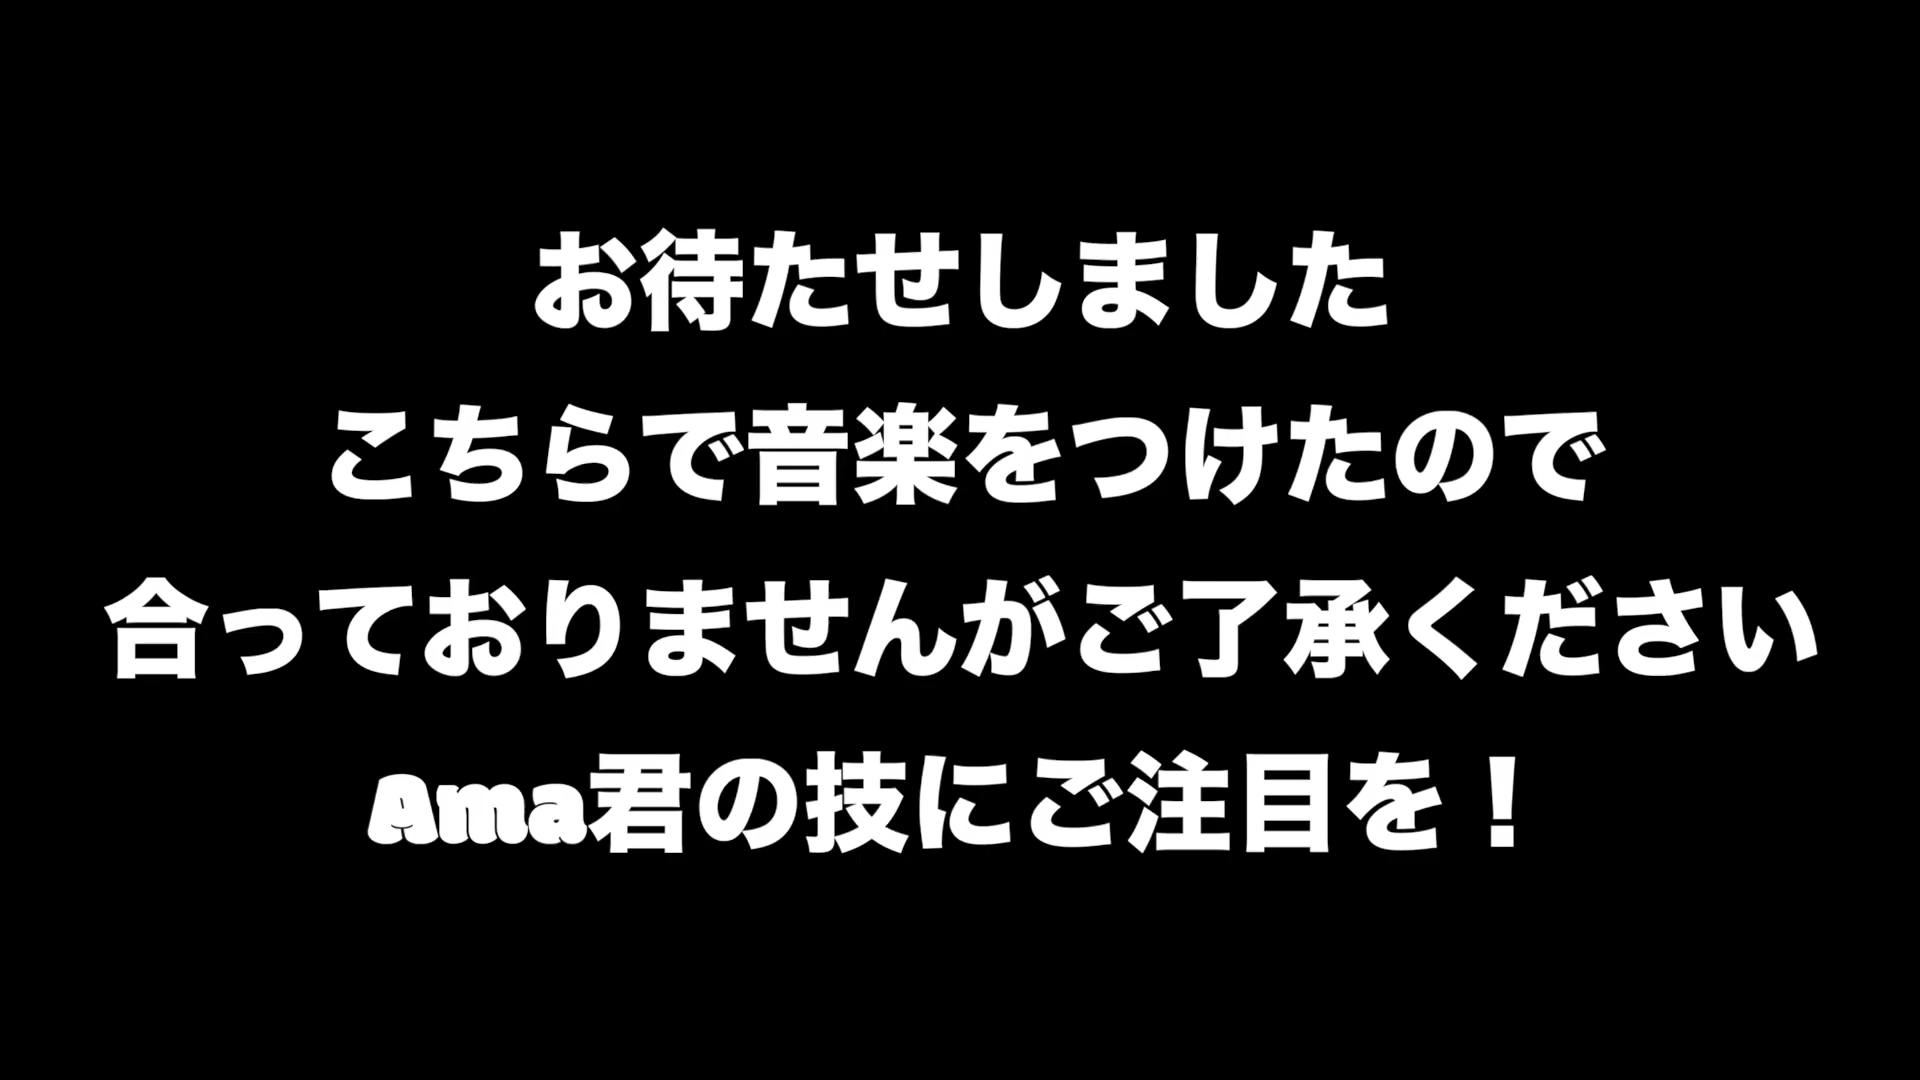 お待たせしました
こちらで音楽をつけたので
合っておりませんがご了承ください
Ama君の技にご注目を！